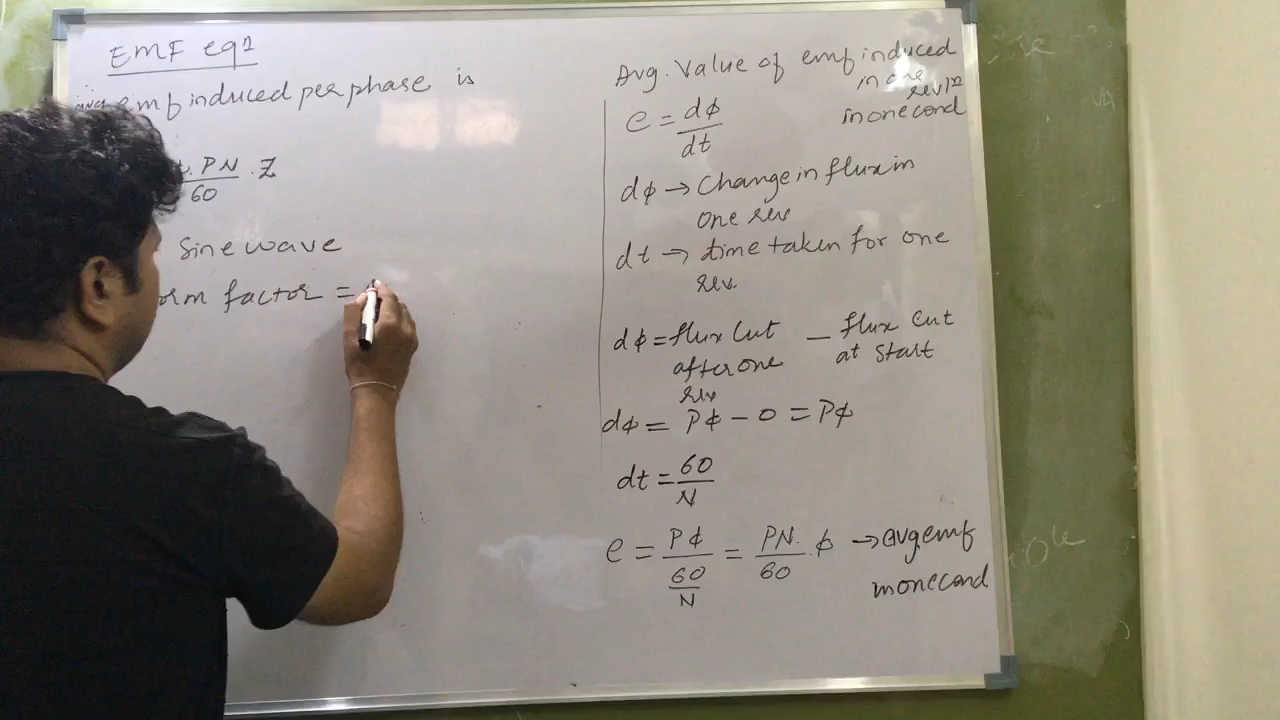 EMF eqn
emf induced per phase is
PN/60 . Z
Sine wave
orm factor =
Avg. Value of emf induced
in one rev/n
in one cond
e = dϕ/dt
dϕ → Change in flux in
one rev
dt → time taken for one
rev.
dϕ = flux Cut after one rev — flux Cut at start
dϕ = Pϕ - 0 = Pϕ
dt = 60/N
e = Pϕ/(60/N) = PN/60 . ϕ → avg emf
in one cond